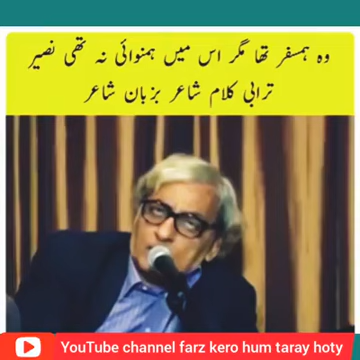 وہ ہمسفر تھا مگر اس میں ہمنوائی نہ تھی نصیر
ترابی کلام شاعر بزبان شاعر
YouTube channel farz kero hum taray hoty